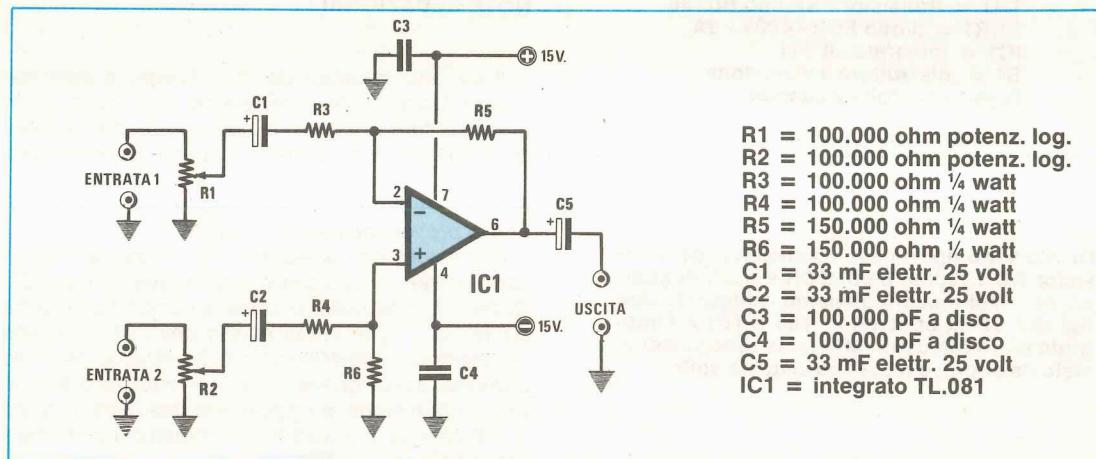 C3
15V.
C1
R3
R5
ENTRATA 1
R1
2
7
6
C5
3
4
IC1
C2
R4
15V.
USCITA
ENTRATA 2
R2
R6
C4
R1 = 100.000 ohm potenz. log.
R2 = 100.000 ohm potenz. log.
R3 = 100.000 ohm ¼ watt
R4 = 100.000 ohm ¼ watt
R5 = 150.000 ohm ¼ watt
R6 = 150.000 ohm ¼ watt
C1 = 33 mF elettr. 25 volt
C2 = 33 mF elettr. 25 volt
C3 = 100.000 pF a disco
C4 = 100.000 pF a disco
C5 = 33 mF elettr. 25 volt
IC1 = integrato TL.081